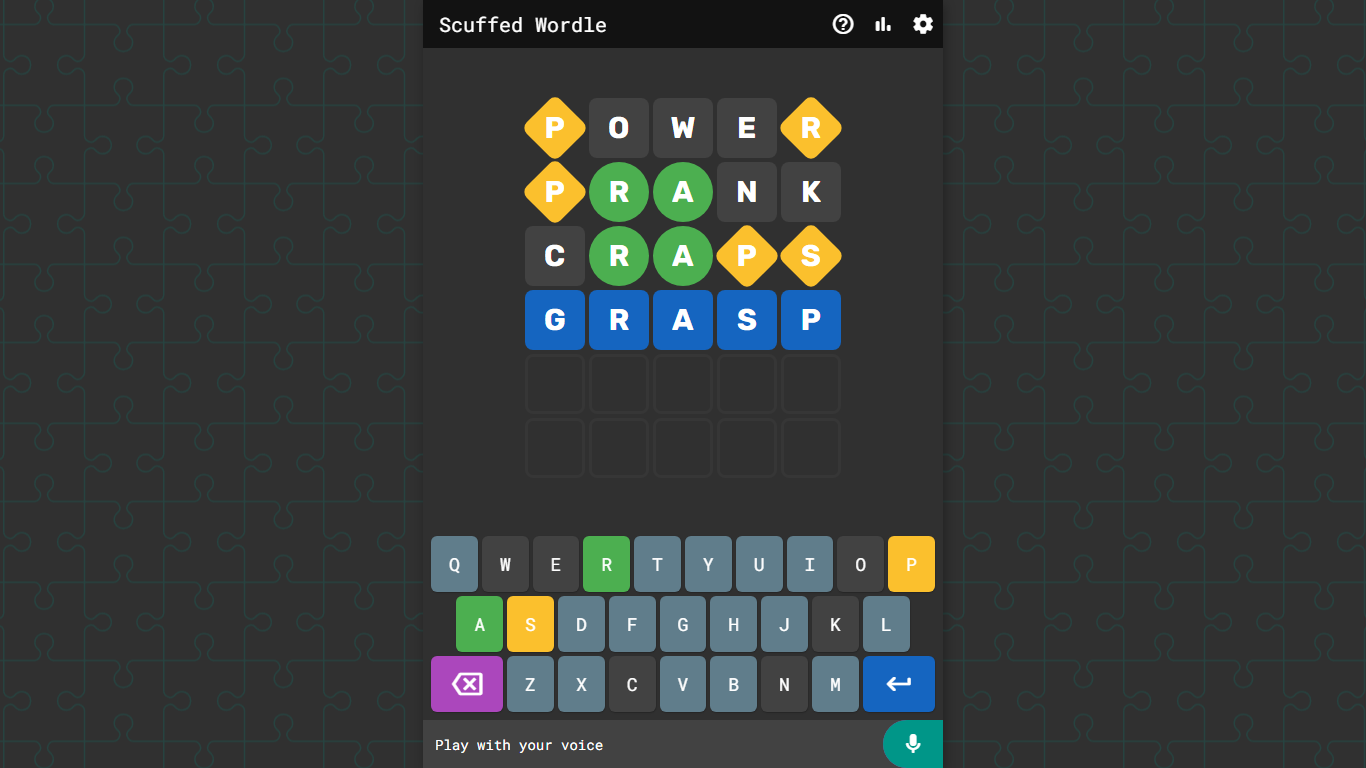 Scuffed Wordle
P O W E R
P R A N K
C R A P S
G R A S P
Q W E R T Y U I O P
A S D F G H J K L
Z X C V B N M
Play with your voice